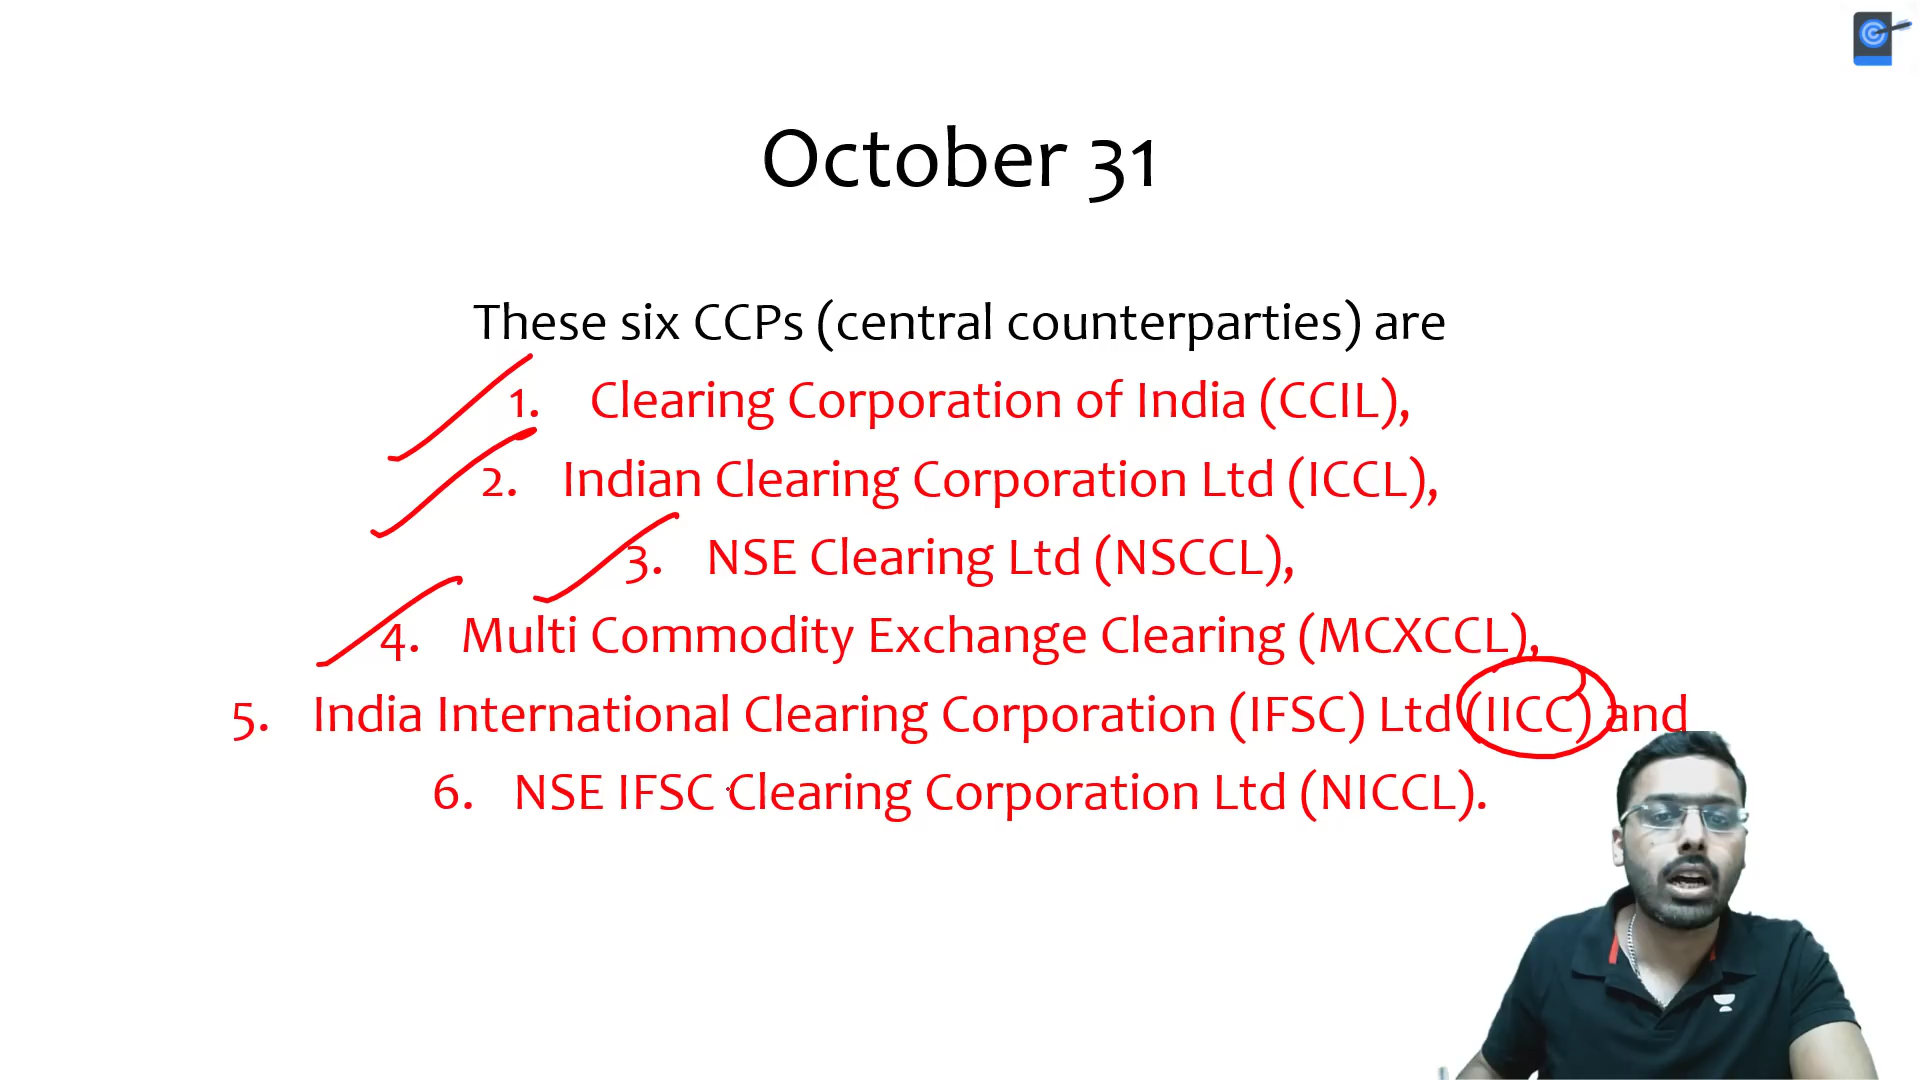 October 31
These six CCPs (central counterparties) are
1. Clearing Corporation of India (CCIL),
2. Indian Clearing Corporation Ltd (ICCL),
3. NSE Clearing Ltd (NSCCL),
4. Multi Commodity Exchange Clearing (MCXCCL),
5. India International Clearing Corporation (IFSC) Ltd (IICC) and
6. NSE IFSC Clearing Corporation Ltd (NICCL).